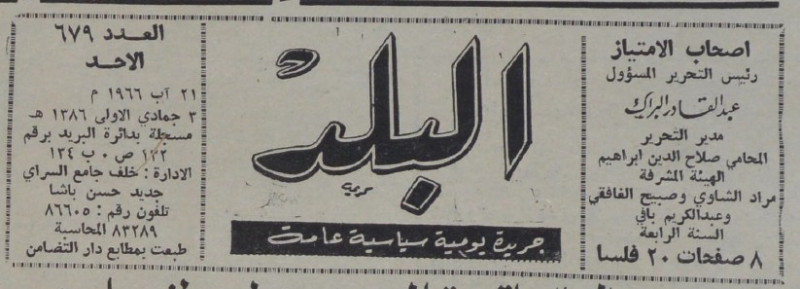 اصحاب الامتياز
رئيس التحرير المسؤول
عبدالقادر البراك
مدير التحرير
المحامي صلاح الدين ابراهيم
الهيئة المشرفة
مراد الشاوي وصبيح الغافقي
وعبدالكريم بافي
السنة الرابعة
٨ صفحات ٢٠ فلسا
البلد
جريدة يومية سياسية عامة
العدد ٦٧٩
الاحد
٢١ آب ١٩٦٦ م
٣ جمادي الاولى ١٣٨٦ هـ
مسجلة بدائرة البريد برقم
١٣٢ ص ٠ ب ١٣٤
الادارة : خلف جامع السراي
جديد حسن باشا
تلفون رقم : ٨٦٦٠٥
٨٣٢٨٩ المحاسبة
طبعت بمطابع دار التضامن